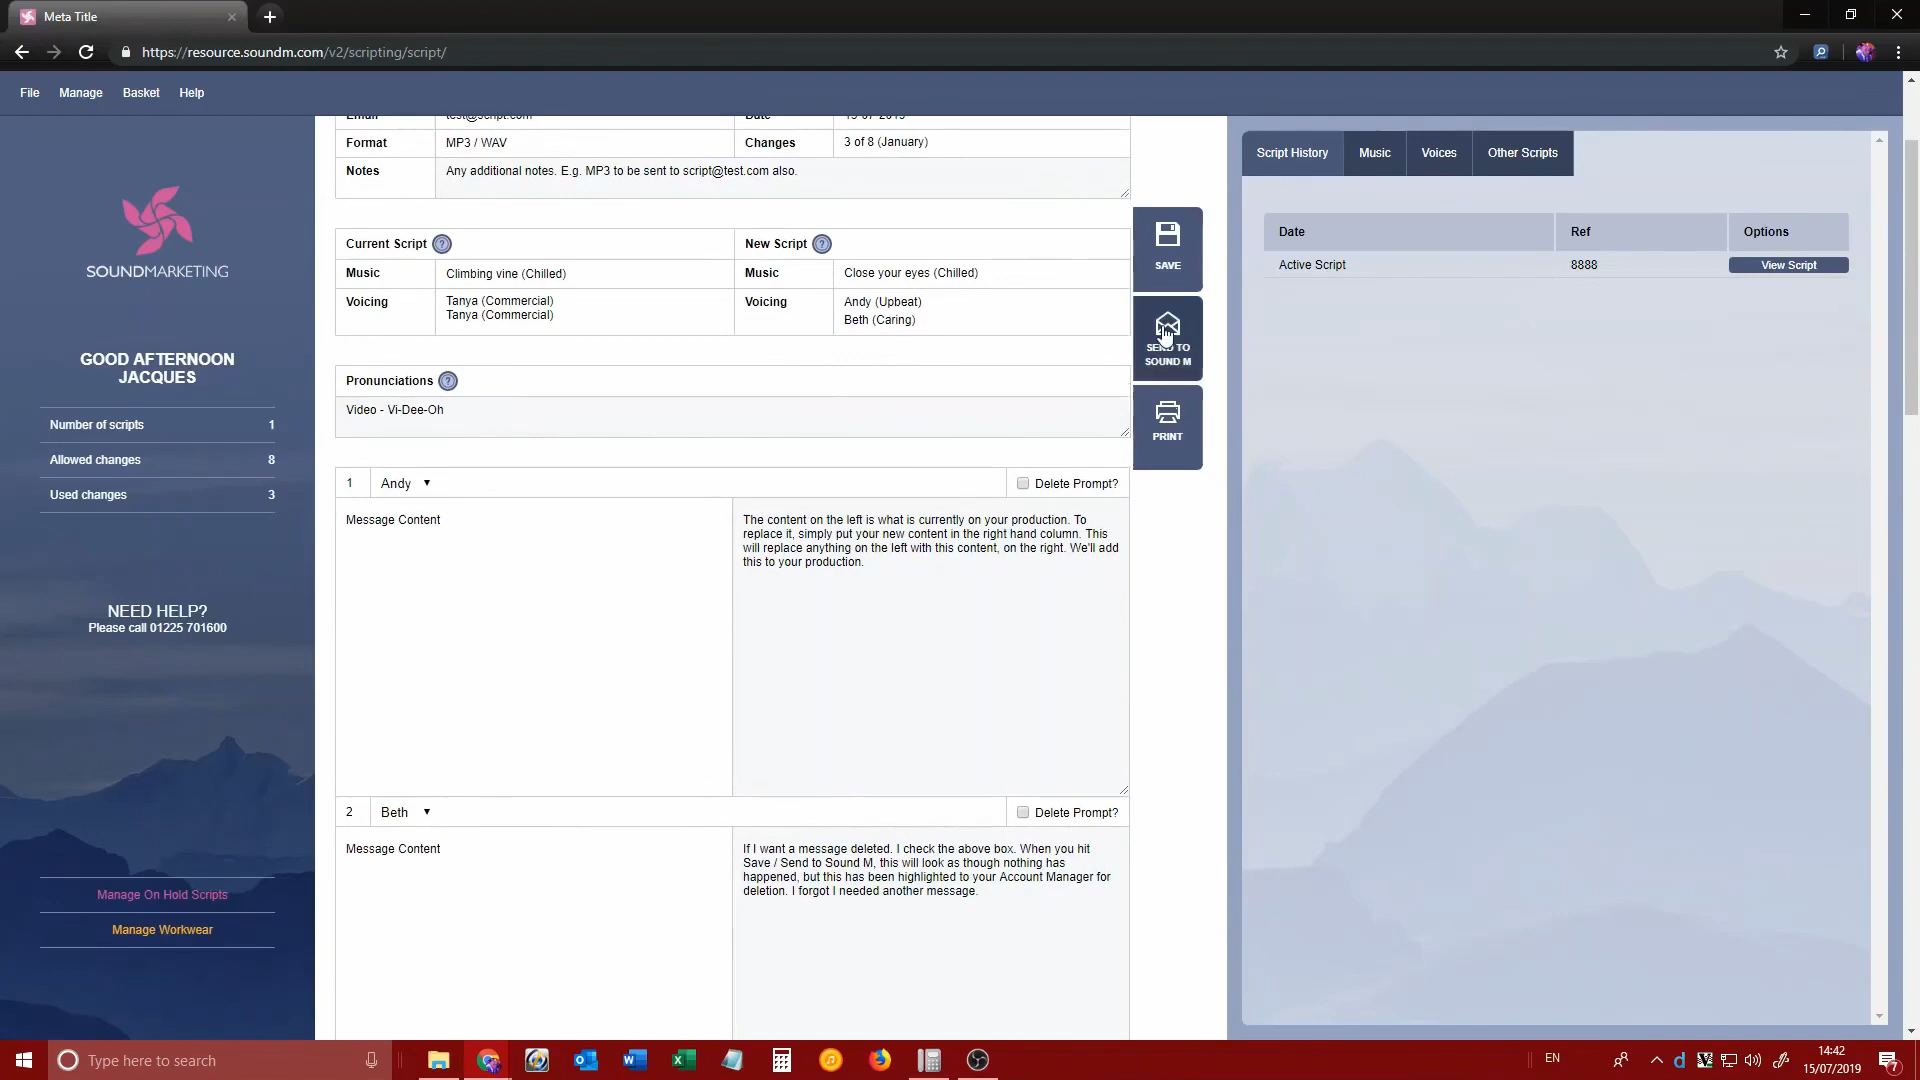 Meta Title
https://resource.soundm.com/v2/scripting/script/
File Manage Basket Help
SOUNDMARKETING
GOOD AFTERNOON
JACQUES
Number of scripts 1
Allowed changes 8
Used changes 3
NEED HELP?
Please call 01225 701600
Manage On Hold Scripts
Manage Workwear
Email test@script.com Date 15-07-2019
Format MP3 / WAV Changes 3 of 8 (January)
Notes Any additional notes. E.g. MP3 to be sent to script@test.com also.
Current Script ? New Script ?
Music Climbing vine (Chilled) Music Close your eyes (Chilled)
Voicing Tanya (Commercial) Voicing Andy (Upbeat)
Tanya (Commercial) Beth (Caring)
Pronunciations ?
Video - Vi-Dee-Oh
1 Andy Delete Prompt?
Message Content
The content on the left is what is currently on your production. To
replace it, simply put your new content in the right hand column. This
will replace anything on the left with this content, on the right. We'll add
this to your production.
2 Beth Delete Prompt?
Message Content
If I want a message deleted. I check the above box. When you hit
Save / Send to Sound M, this will look as though nothing has
happened, but this has been highlighted to your Account Manager for
deletion. I forgot I needed another message.
SAVE
SEND TO
SOUND M
PRINT
Script History Music Voices Other Scripts
Date Ref Options
Active Script 8888 View Script
Type here to search
EN
14:42
15/07/2019
7